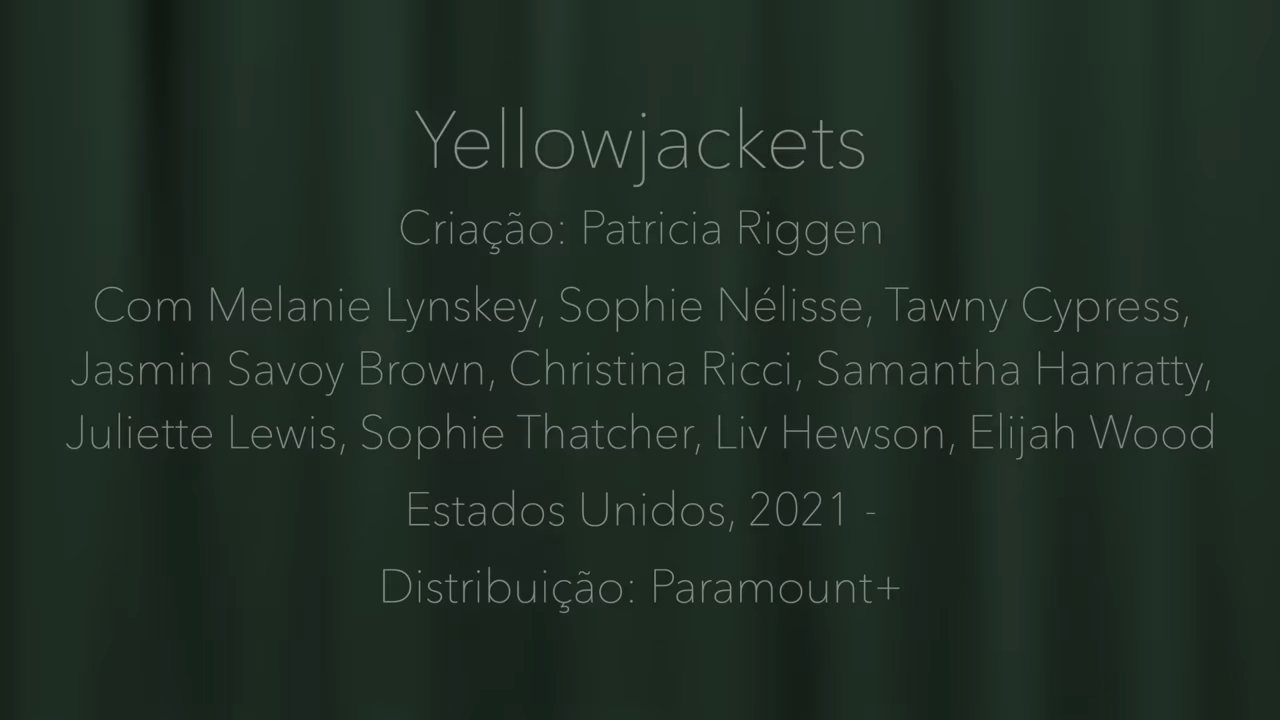 Yellowjackets
Criação: Patricia Riggen
Com Melanie Lynskey, Sophie Nélisse, Tawny Cypress,
Jasmin Savoy Brown, Christina Ricci, Samantha Hanratty,
Juliette Lewis, Sophie Thatcher, Liv Hewson, Elijah Wood
Estados Unidos, 2021 -
Distribuição: Paramount+